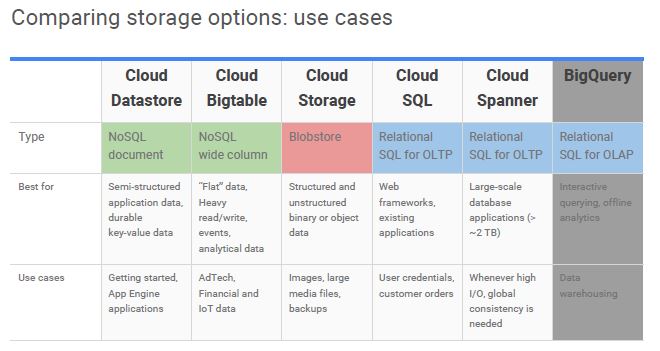 Comparing storage options: use cases
Cloud Datastore
Cloud Bigtable
Cloud Storage
Cloud SQL
Cloud Spanner
BigQuery
Type
NoSQL document
NoSQL wide column
Blobstore
Relational SQL for OLTP
Relational SQL for OLTP
Relational SQL for OLAP
Best for
Semi-structured application data, durable key-value data
"Flat" data, Heavy read/write, events, analytical data
Structured and unstructured binary or object data
Web frameworks, existing applications
Large-scale database applications (> ~2 TB)
Interactive querying, offline analytics
Use cases
Getting started, App Engine applications
AdTech, Financial and IoT data
Images, large media files, backups
User credentials, customer orders
Whenever high I/O, global consistency is needed
Data warehousing